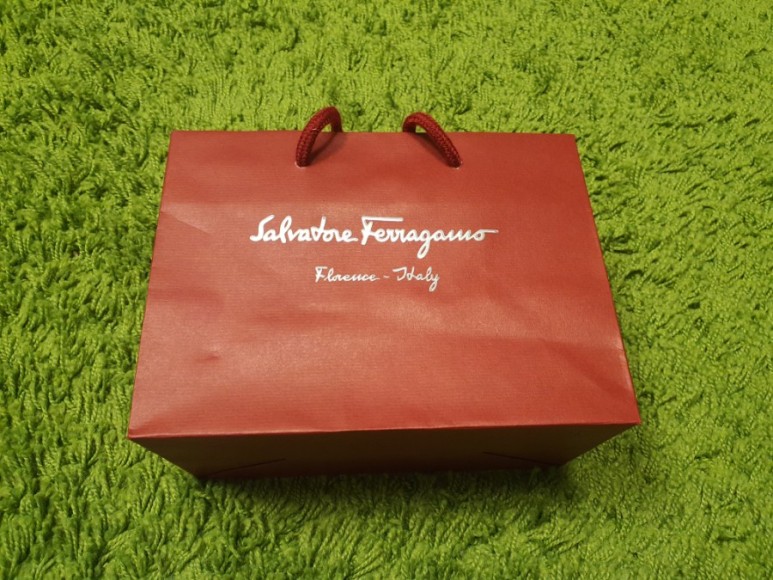 Salvatore Ferragamo
Florence - Italy